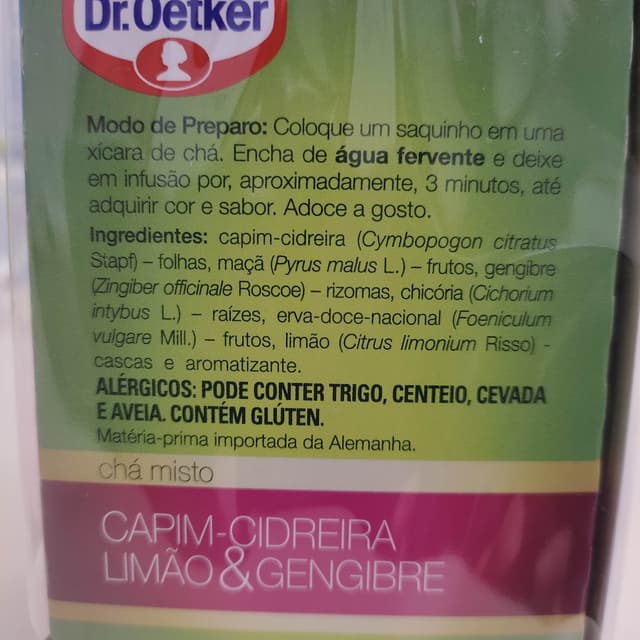 Dr.Oetker
Modo de Preparo: Coloque um saquinho em uma
xícara de chá. Encha de água fervente e deixe
em infusão por, aproximadamente, 3 minutos, até
adquirir cor e sabor. Adoce a gosto.
Ingredientes: capim-cidreira (Cymbopogon citratus
Stapf) – folhas, maçã (Pyrus malus L.) – frutos, gengibre
(Zingiber officinale Roscoe) – rizomas, chicória (Cichorium
intybus L.) – raízes, erva-doce-nacional (Foeniculum
vulgare Mill.) – frutos, limão (Citrus limonium Risso) -
cascas e aromatizante.
ALÉRGICOS: PODE CONTER TRIGO, CENTEIO, CEVADA
E AVEIA. CONTÉM GLÚTEN.
Matéria-prima importada da Alemanha.
chá misto
CAPIM-CIDREIRA
LIMÃO & GENGIBRE